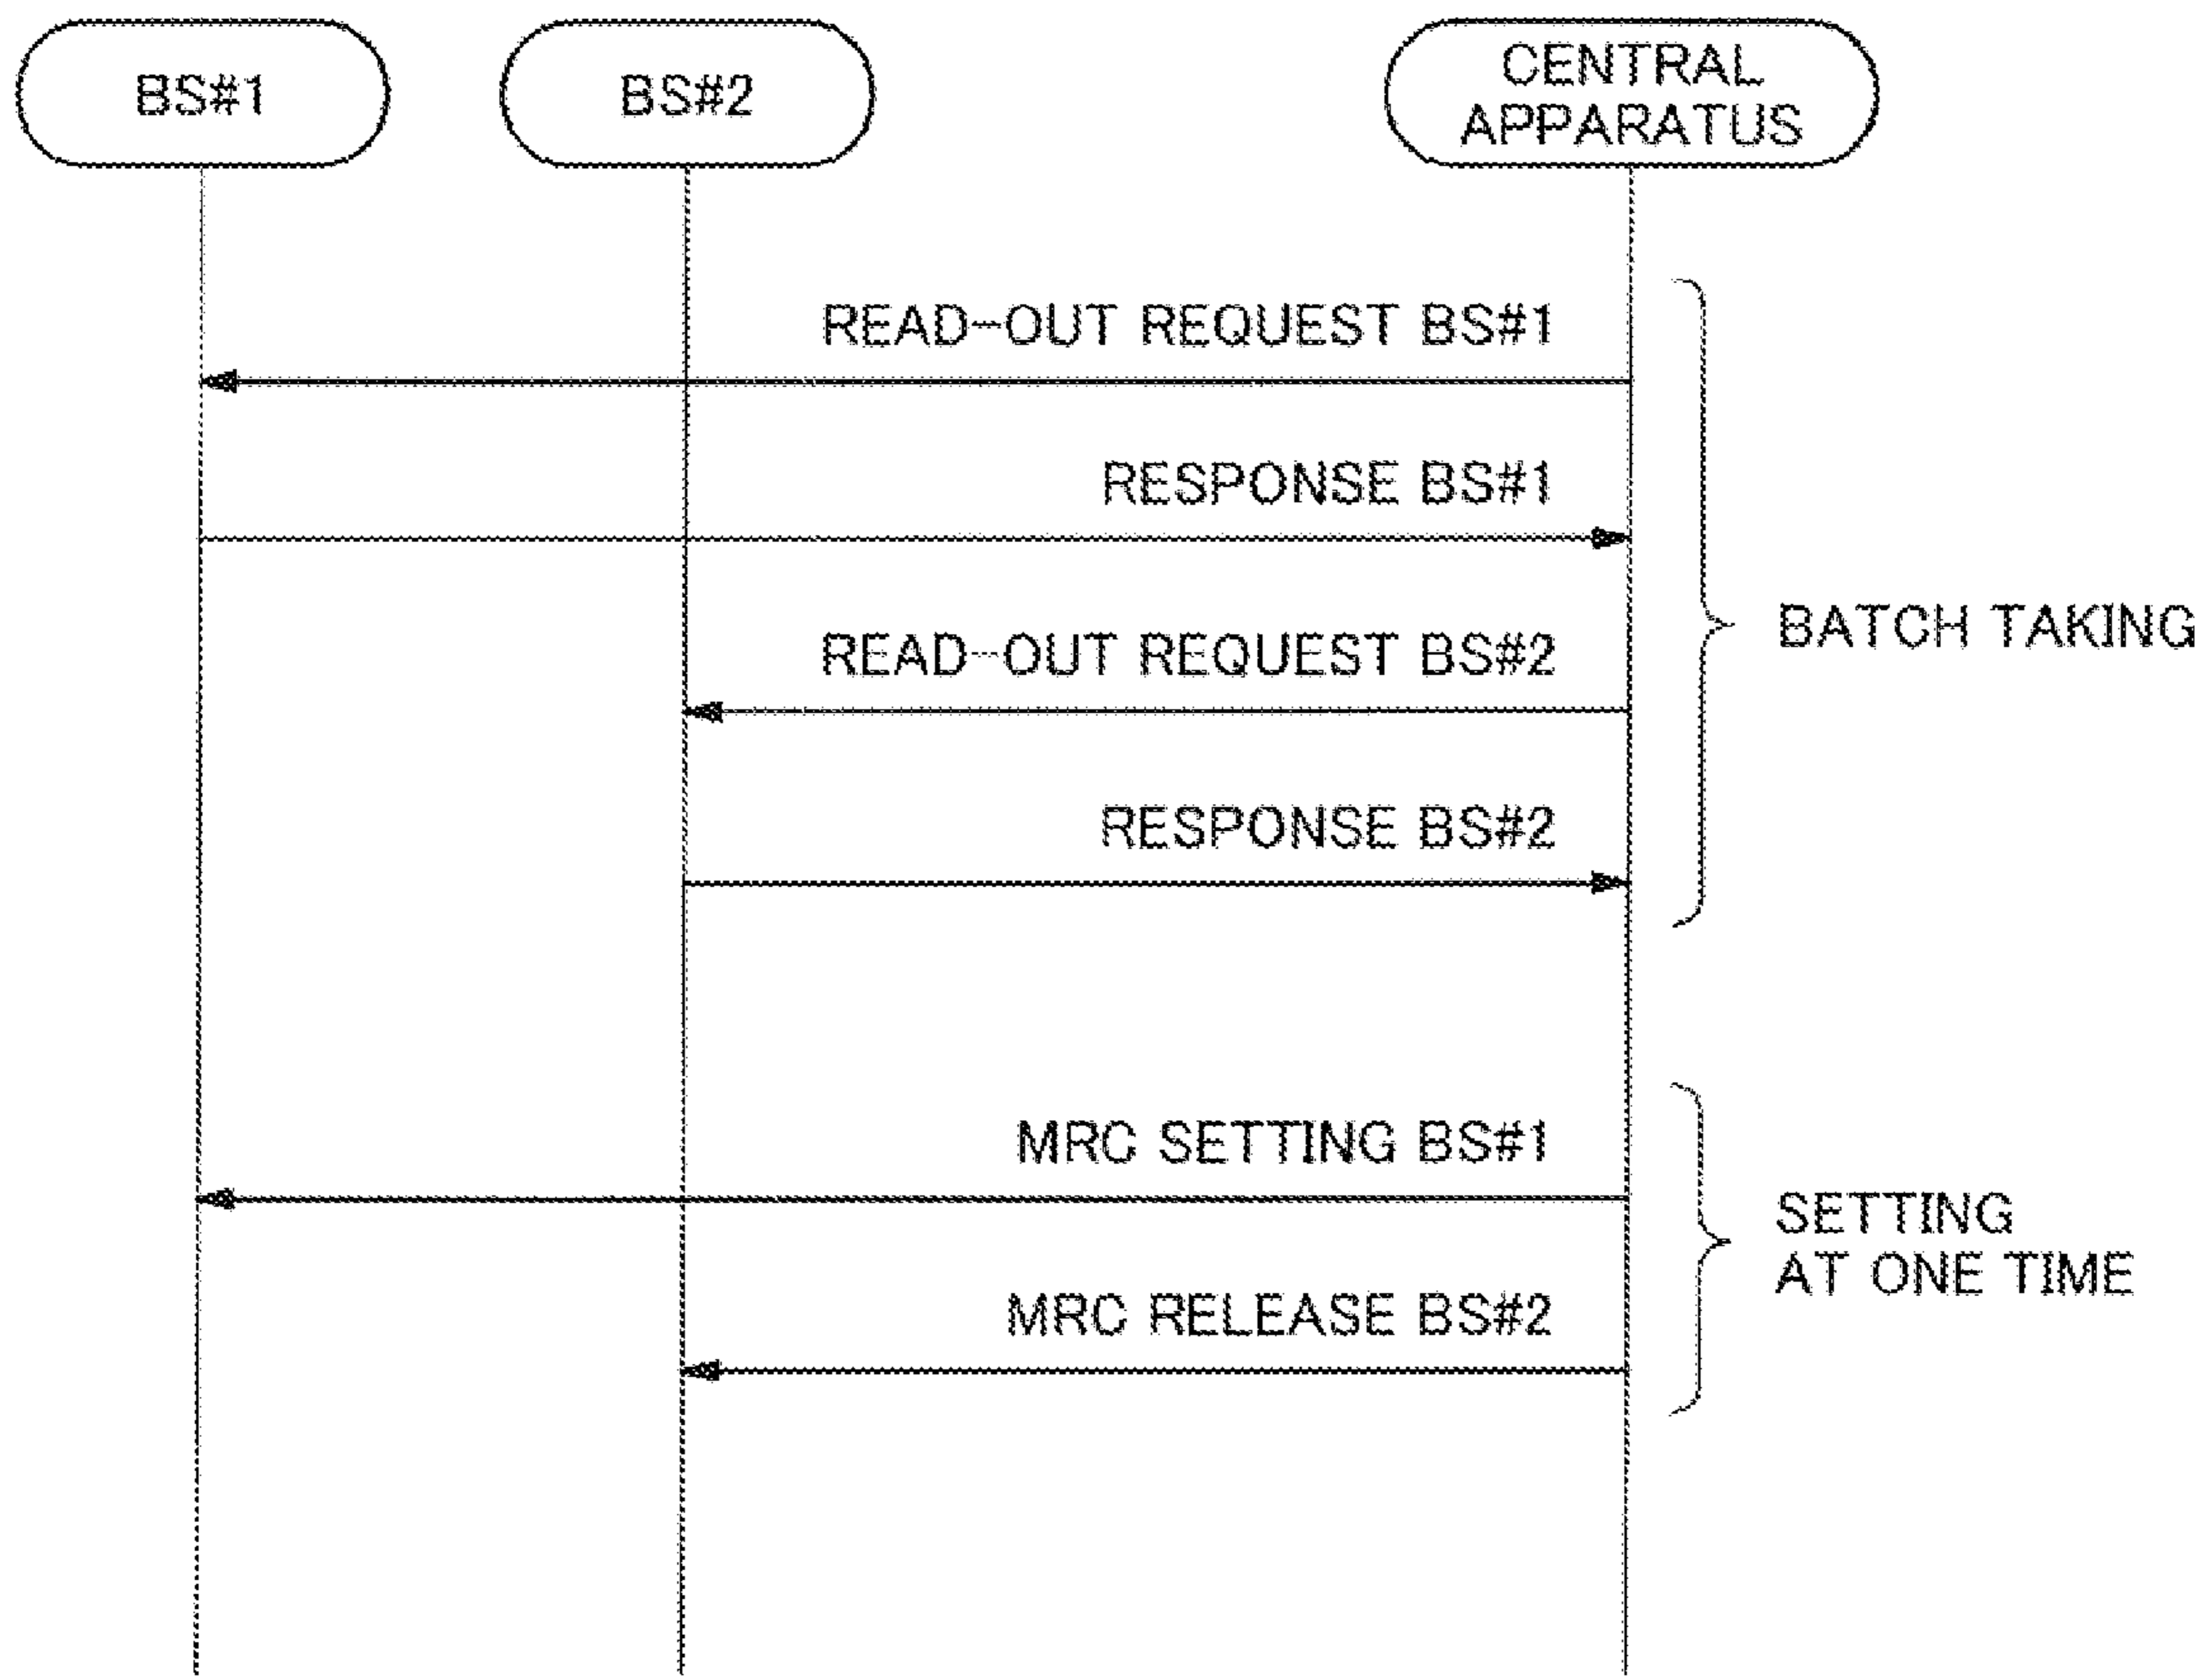 BS#1
BS#2
CENTRAL
APPARATUS
READ-OUT REQUEST BS#1
RESPONSE BS#1
READ-OUT REQUEST BS#2
RESPONSE BS#2
BATCH TAKING
MRC SETTING BS#1
MRC RELEASE BS#2
SETTING
AT ONE TIME